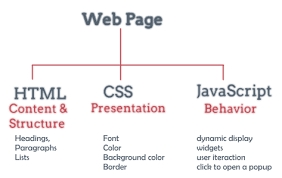 Web Page
HTML
Content &
Structure
Headings,
Paragraphs
Lists
CSS
Presentation
Font
Color
Background color
Border
JavaScript
Behavior
dynamic display
widgets
user iteraction
click to open a popup